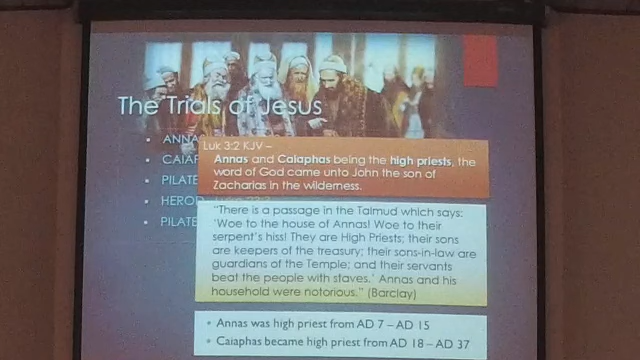 The Trials of Jesus
▪ ANNA
▪ CAIAP
▪ PILATE
▪ HEROD
▪ PILATE
Luk 3:2 KJV –
Annas and Caiaphas being the high priests, the
word of God came unto John the son of
Zacharias in the wilderness.
"There is a passage in the Talmud which says:
'Woe to the house of Annas! Woe to their
serpent's hiss! They are High Priests; their sons
are keepers of the treasury; their sons-in-law are
guardians of the Temple; and their servants
beat the people with staves.' Annas and his
household were notorious." (Barclay)
• Annas was high priest from AD 7 – AD 15
• Caiaphas became high priest from AD 18 – AD 37